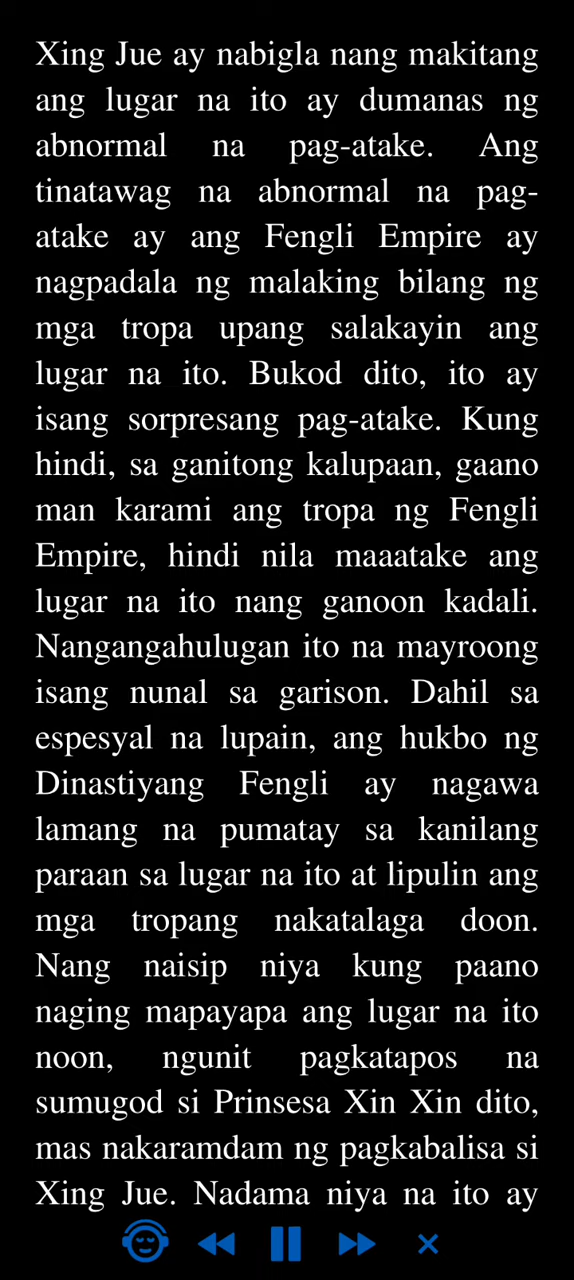 Xing Jue ay nabigla nang makitang
ang lugar na ito ay dumanas ng
abnormal na pag-atake. Ang
tinatawag na abnormal na pag-
atake ay ang Fengli Empire ay
nagpadala ng malaking bilang ng
mga tropa upang salakayin ang
lugar na ito. Bukod dito, ito ay
isang sorpresang pag-atake. Kung
hindi, sa ganitong kalupaan, gaano
man karami ang tropa ng Fengli
Empire, hindi nila maaatake ang
lugar na ito nang ganoon kadali.
Nangangahulugan ito na mayroong
isang nunal sa garison. Dahil sa
espesyal na lupain, ang hukbo ng
Dinastiyang Fengli ay nagawa
lamang na pumatay sa kanilang
paraan sa lugar na ito at lipulin ang
mga tropang nakatalaga doon.
Nang naisip niya kung paano
naging mapayapa ang lugar na ito
noon, ngunit pagkatapos na
sumugod si Prinsesa Xin Xin dito,
mas nakaramdam ng pagkabalisa si
Xing Jue. Nadama niya na ito ay